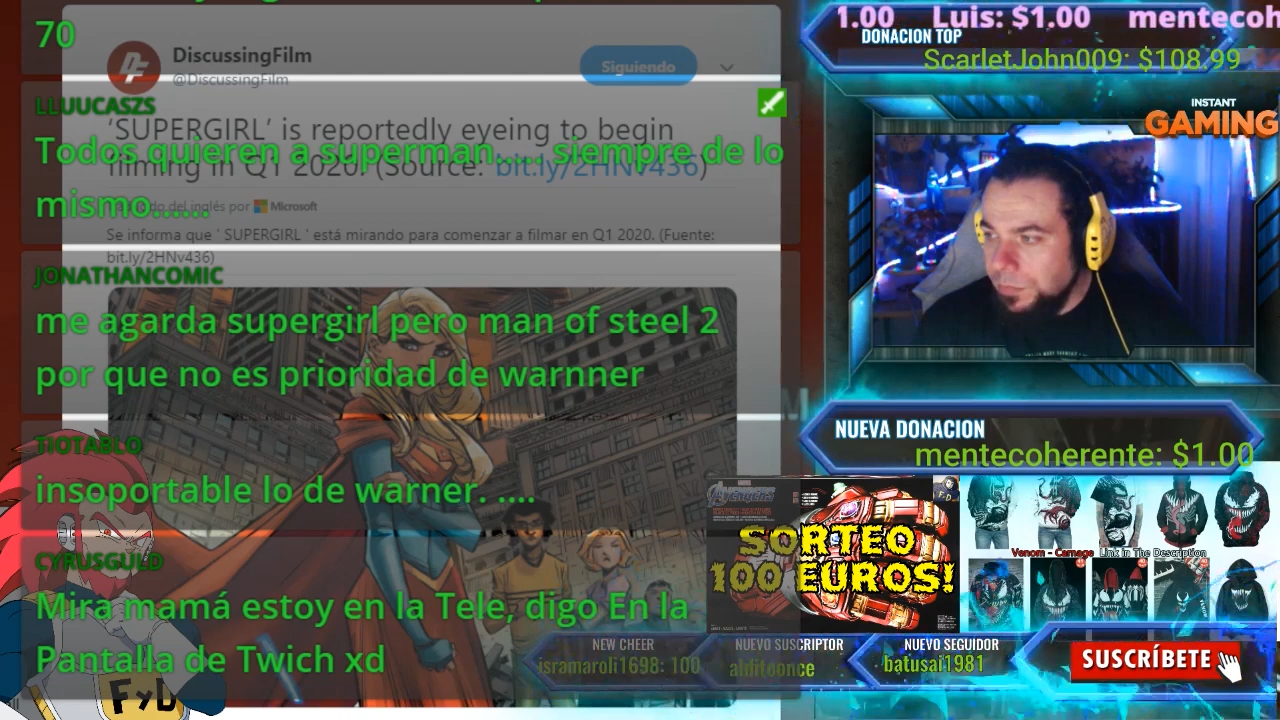 70
DiscussingFilm
@DiscussingFilm
Siguiendo
LLUUCASZS
'SUPERGIRL' is reportedly eyeing to begin
filming in Q1 2020. (Source: bit.ly/2HNv436)
Todos quieren a superman..... siempre de lo
mismo......
del inglés por Microsoft
Se informa que ' SUPERGIRL ' está mirando para comenzar a filmar en Q1 2020. (Fuente:
bit.ly/2HNv436)
JONATHANCOMIC
me agarda supergirl pero man of steel 2
por que no es prioridad de warnner
TIOTABLO
insoportable lo de warner. ....
CYRUSGULD
Mira mamá estoy en la Tele, digo En la
Pantalla de Twich xd
FyD
1.00 Luis: $1.00 mentecoh
DONACION TOP
ScarletJohn009: $108.99
INSTANT
GAMING
NUEVA DONACION
mentecoherente: $1.00
MARVEL
AVENGERS
SORTEO
100 EUROS!
Venom - Carnage Link in The Description
NEW CHEER
isramaroli1698: 100
NUEVO SUSCRIPTOR
alditoonce
NUEVO SEGUIDOR
batusai1981
SUSCRÍBETE